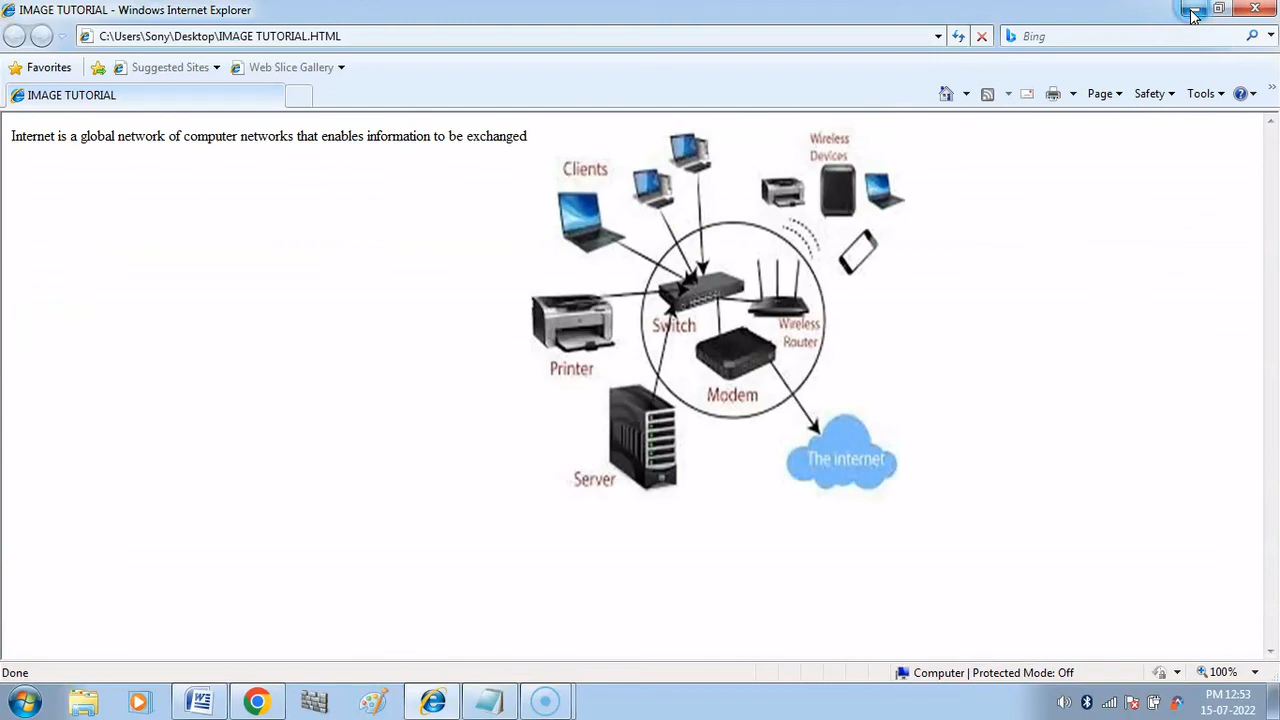 IMAGE TUTORIAL - Windows Internet Explorer
C:\Users\Sony\Desktop\IMAGE TUTORIAL.HTML
Bing
Favorites
Suggested Sites
Web Slice Gallery
IMAGE TUTORIAL
Page
Safety
Tools
Internet is a global network of computer networks that enables information to be exchanged
Clients
Wireless
Devices
Switch
Wireless
Router
Printer
Modem
Server
The internet
Done
Computer | Protected Mode: Off
100%
PM 12:53
15-07-2022